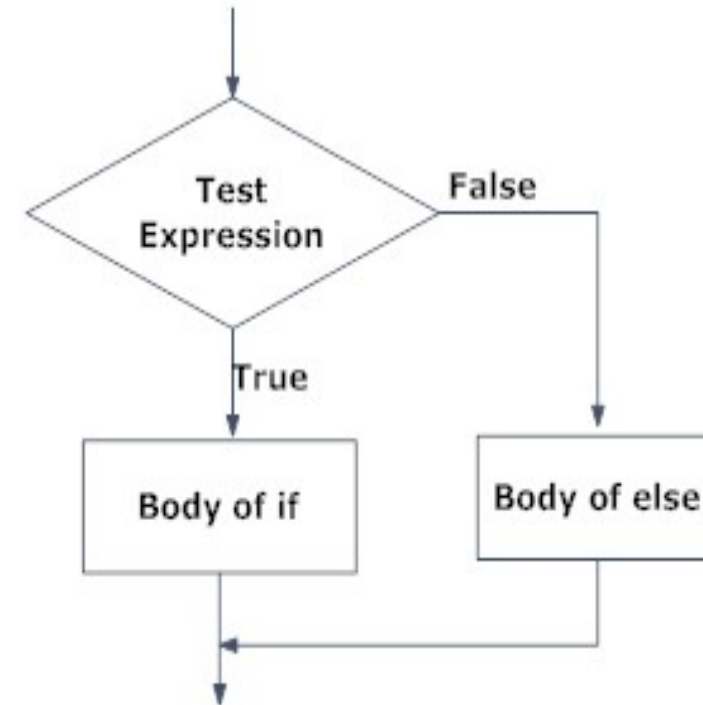 Test
Expression
False
True
Body of if
Body of else